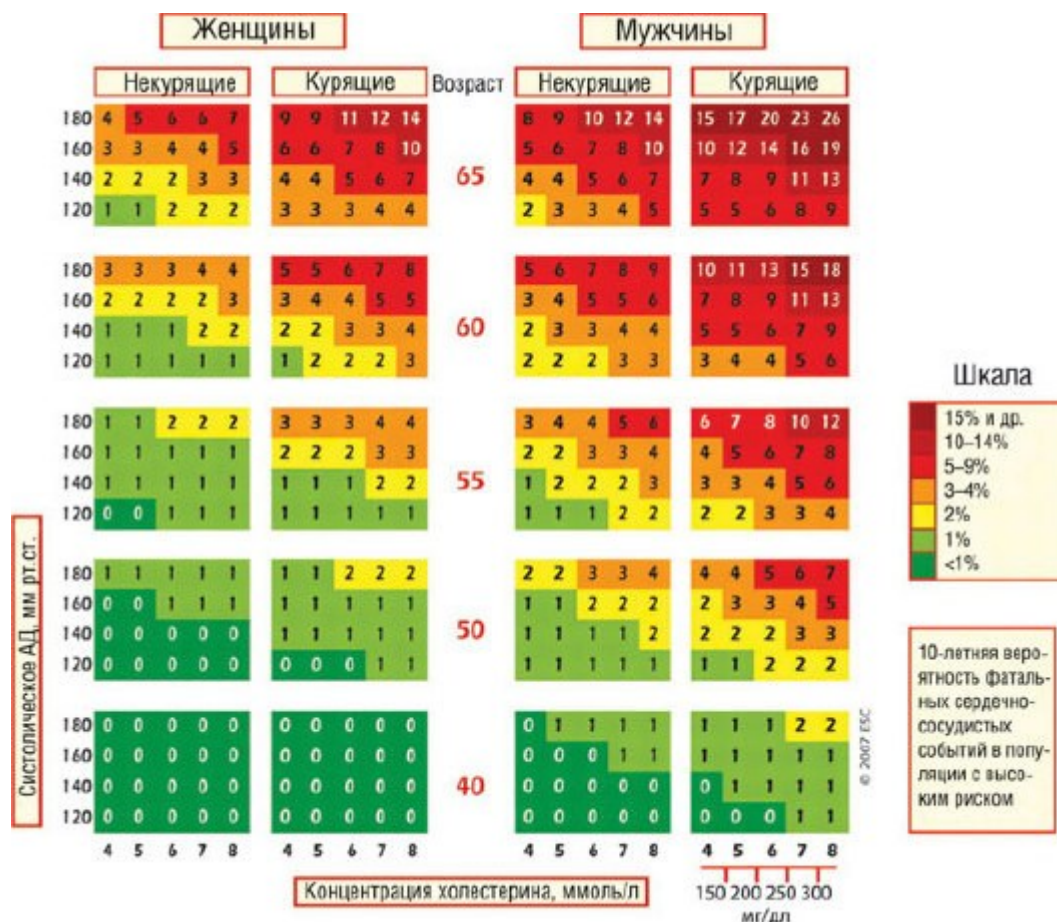 Женщины Мужчины
Некурящие Курящие Возраст Некурящие Курящие
180 4 5 6 6 7 9 9 11 12 14 8 9 10 12 14 15 17 20 23 26
160 3 3 4 4 5 6 6 7 8 10 5 6 7 8 10 10 12 14 16 19
65
140 2 2 2 3 3 4 4 5 6 7 4 4 5 6 7 7 8 9 11 13
120 1 1 2 2 2 3 3 3 4 4 2 3 3 4 5 5 5 6 8 9
180 3 3 3 4 4 5 5 6 7 8 5 6 7 8 9 10 11 13 15 18
160 2 2 2 2 3 3 4 4 5 5 3 4 5 5 6 7 8 9 11 13
60
140 1 1 1 2 2 2 2 3 3 4 2 3 3 4 4 5 5 6 7 9
120 1 1 1 1 1 1 2 2 2 3 2 2 2 3 3 3 4 4 5 6
180 1 1 2 2 2 3 3 3 4 4 3 4 4 5 6 6 7 8 10 12
160 1 1 1 1 1 2 2 2 3 3 2 2 3 3 4 4 5 6 7 8
55
140 1 1 1 1 1 1 1 1 2 2 1 2 2 2 3 3 3 4 5 6
120 0 0 1 1 1 1 1 1 1 1 1 1 1 2 2 2 2 3 3 4
180 1 1 1 1 1 1 1 2 2 2 2 2 3 3 4 4 4 5 6 7
160 0 0 1 1 1 1 1 1 1 1 1 1 2 2 2 2 3 3 4 5
50
140 0 0 0 0 0 1 1 1 1 1 1 1 1 1 2 2 2 2 3 3
120 0 0 0 0 0 0 0 0 1 1 1 1 1 1 1 1 1 2 2 2
180 0 0 0 0 0 0 0 0 0 0 0 1 1 1 1 1 1 1 2 2
160 0 0 0 0 0 0 0 0 0 0 0 0 0 1 1 1 1 1 1 1
40
140 0 0 0 0 0 0 0 0 0 0 0 0 0 0 0 0 1 1 1 1
120 0 0 0 0 0 0 0 0 0 0 0 0 0 0 0 0 0 0 1 1
4 5 6 7 8 4 5 6 7 8 4 5 6 7 8 4 5 6 7 8
150 200 250 300
мг/дл
Концентрация холестерина, ммоль/л
Систолическое АД, мм рт.ст.
© 2007 ESC
Шкала
15% и др.
10–14%
5–9%
3–4%
2%
1%
<1%
10-летняя веро-
ятность фаталь-
ных сердечно-
сосудистых
событий в попу-
ляции с высо-
ким риском